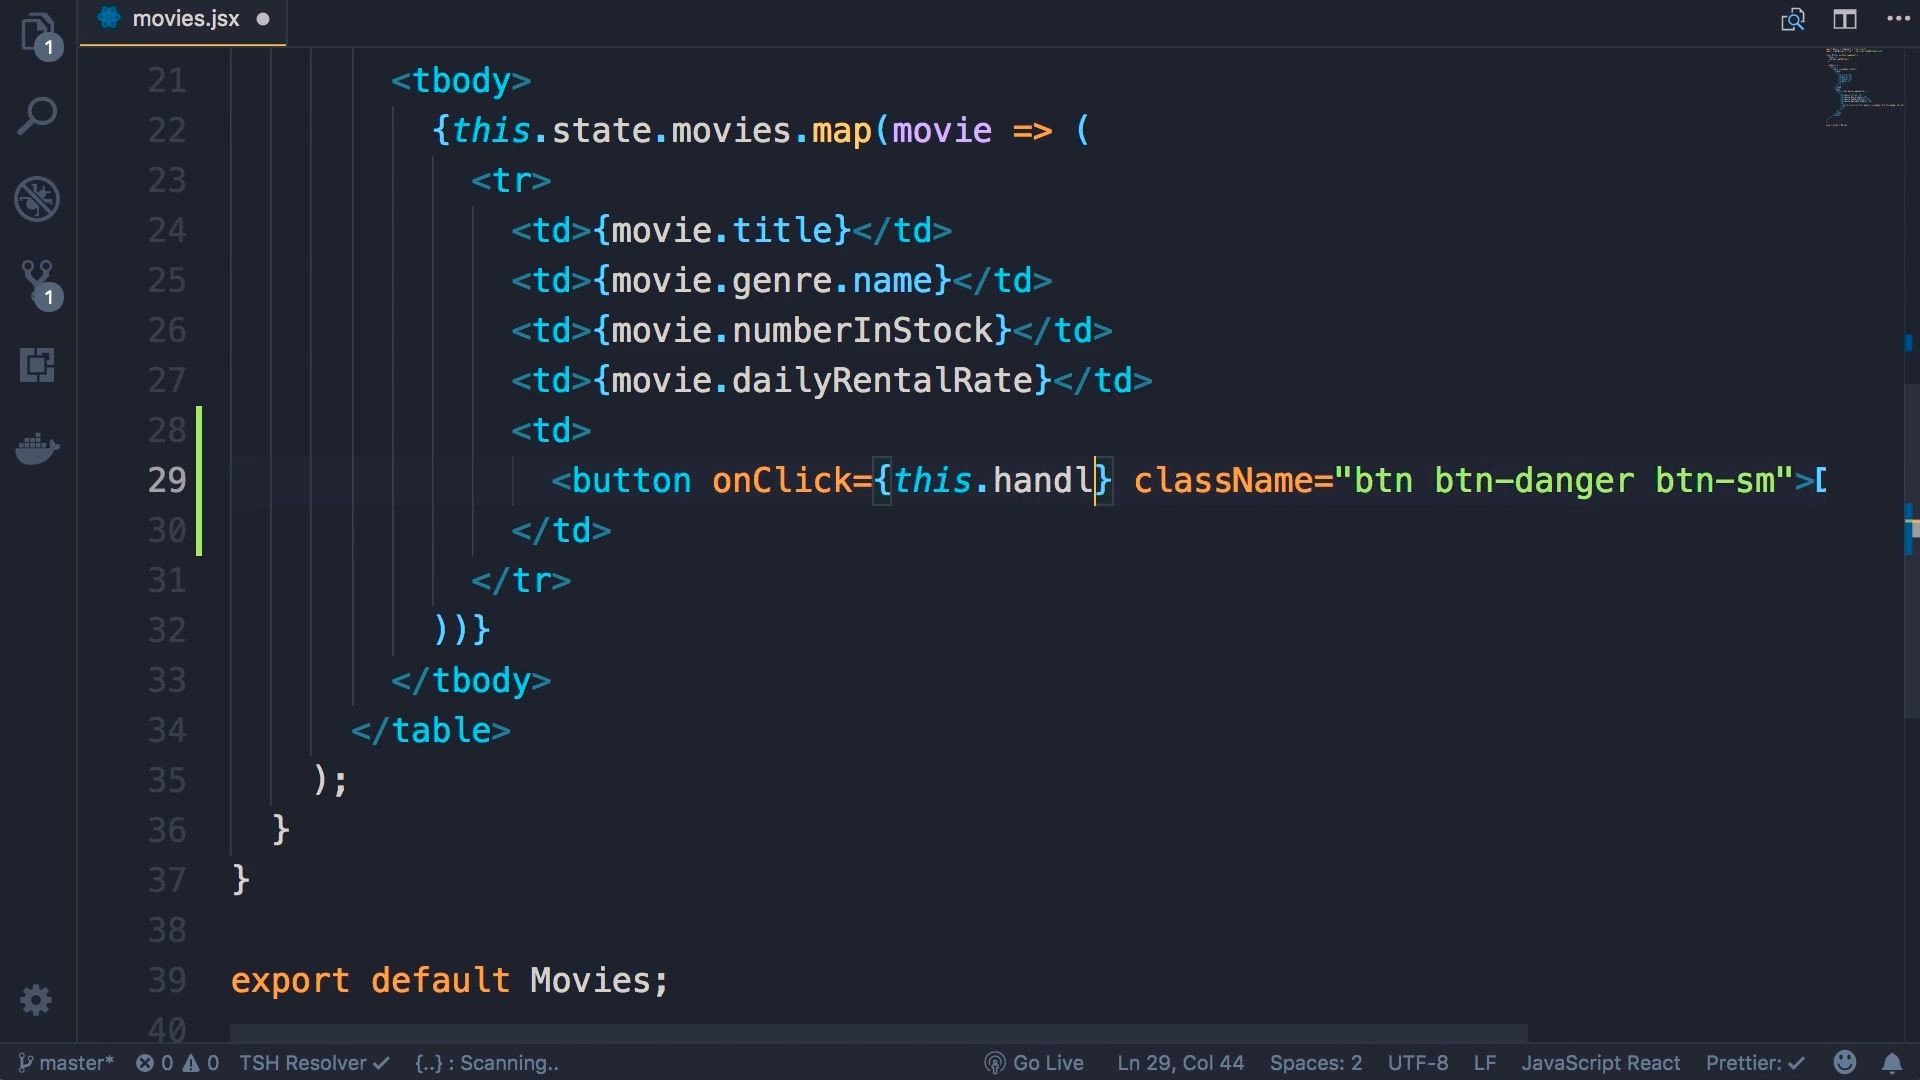 1
movies.jsx
21 <tbody>
22 {this.state.movies.map(movie => (
23 <tr>
24 <td>{movie.title}</td>
25 <td>{movie.genre.name}</td>
26 <td>{movie.numberInStock}</td>
27 <td>{movie.dailyRentalRate}</td>
28 <td>
29 <button onClick={this.handl} className="btn btn-danger btn-sm">D
30 </td>
31 </tr>
32 ))}
33 </tbody>
34 </table>
35 );
36 }
37 }
38
39 export default Movies;
40
1
master* 0 0 TSH Resolver ✓ {..} : Scanning.. Go Live Ln 29, Col 44 Spaces: 2 UTF-8 LF JavaScript React Prettier: ✓